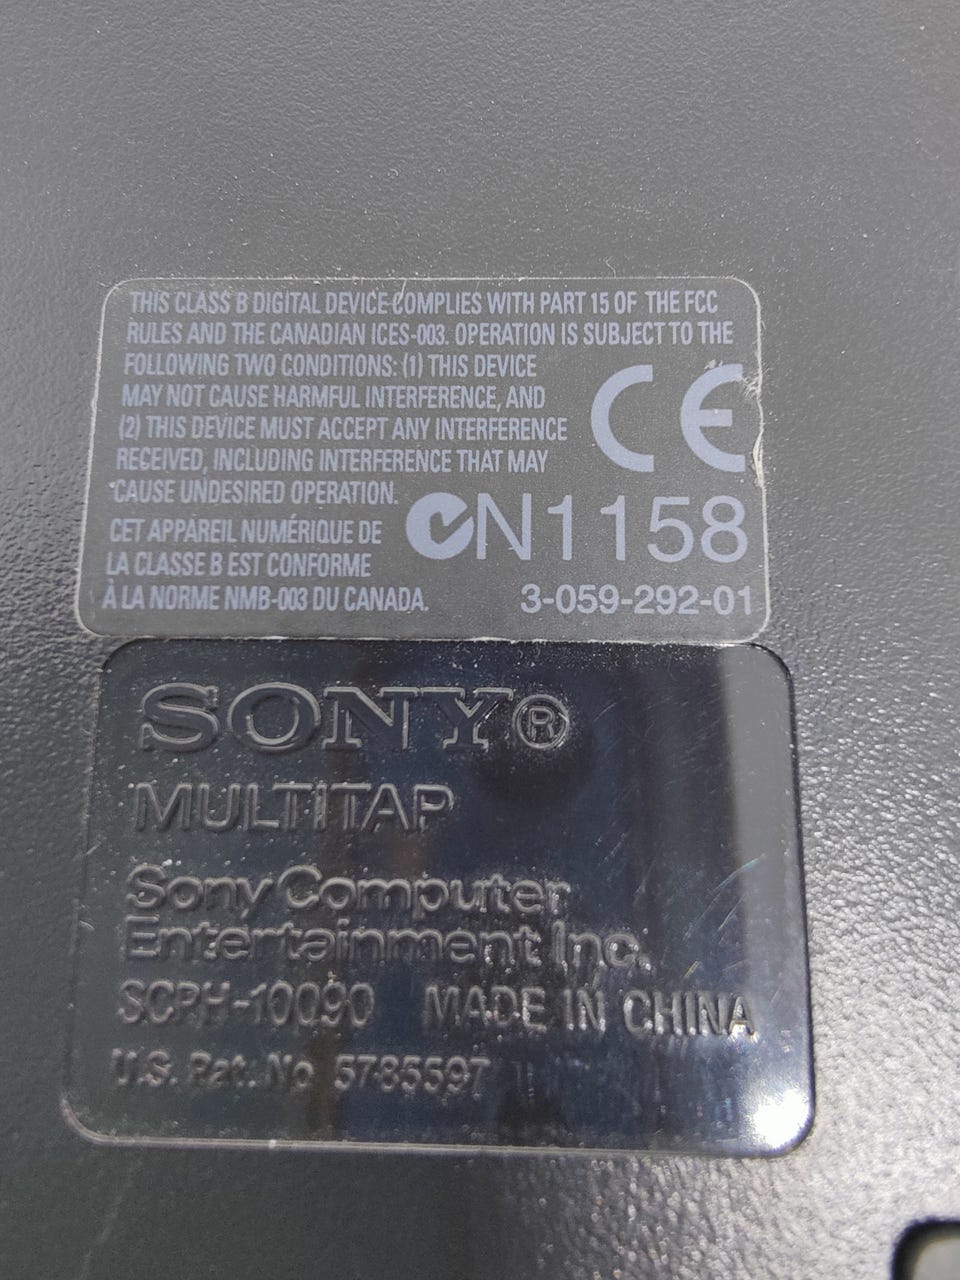 THIS CLASS B DIGITAL DEVICE COMPLIES WITH PART 15 OF THE FCC
RULES AND THE CANADIAN ICES-003. OPERATION IS SUBJECT TO THE
FOLLOWING TWO CONDITIONS: (1) THIS DEVICE
MAY NOT CAUSE HARMFUL INTERFERENCE, AND
(2) THIS DEVICE MUST ACCEPT ANY INTERFERENCE
RECEIVED, INCLUDING INTERFERENCE THAT MAY
CAUSE UNDESIRED OPERATION.
CE
N1158
CET APPAREIL NUMÉRIQUE DE
LA CLASSE B EST CONFORME
À LA NORME NMB-003 DU CANADA.
3-059-292-01
SONY®
MULTITAP
Sony Computer
Entertainment Inc.
SCPH-10090 MADE IN CHINA
U.S. Pat. No 5785597